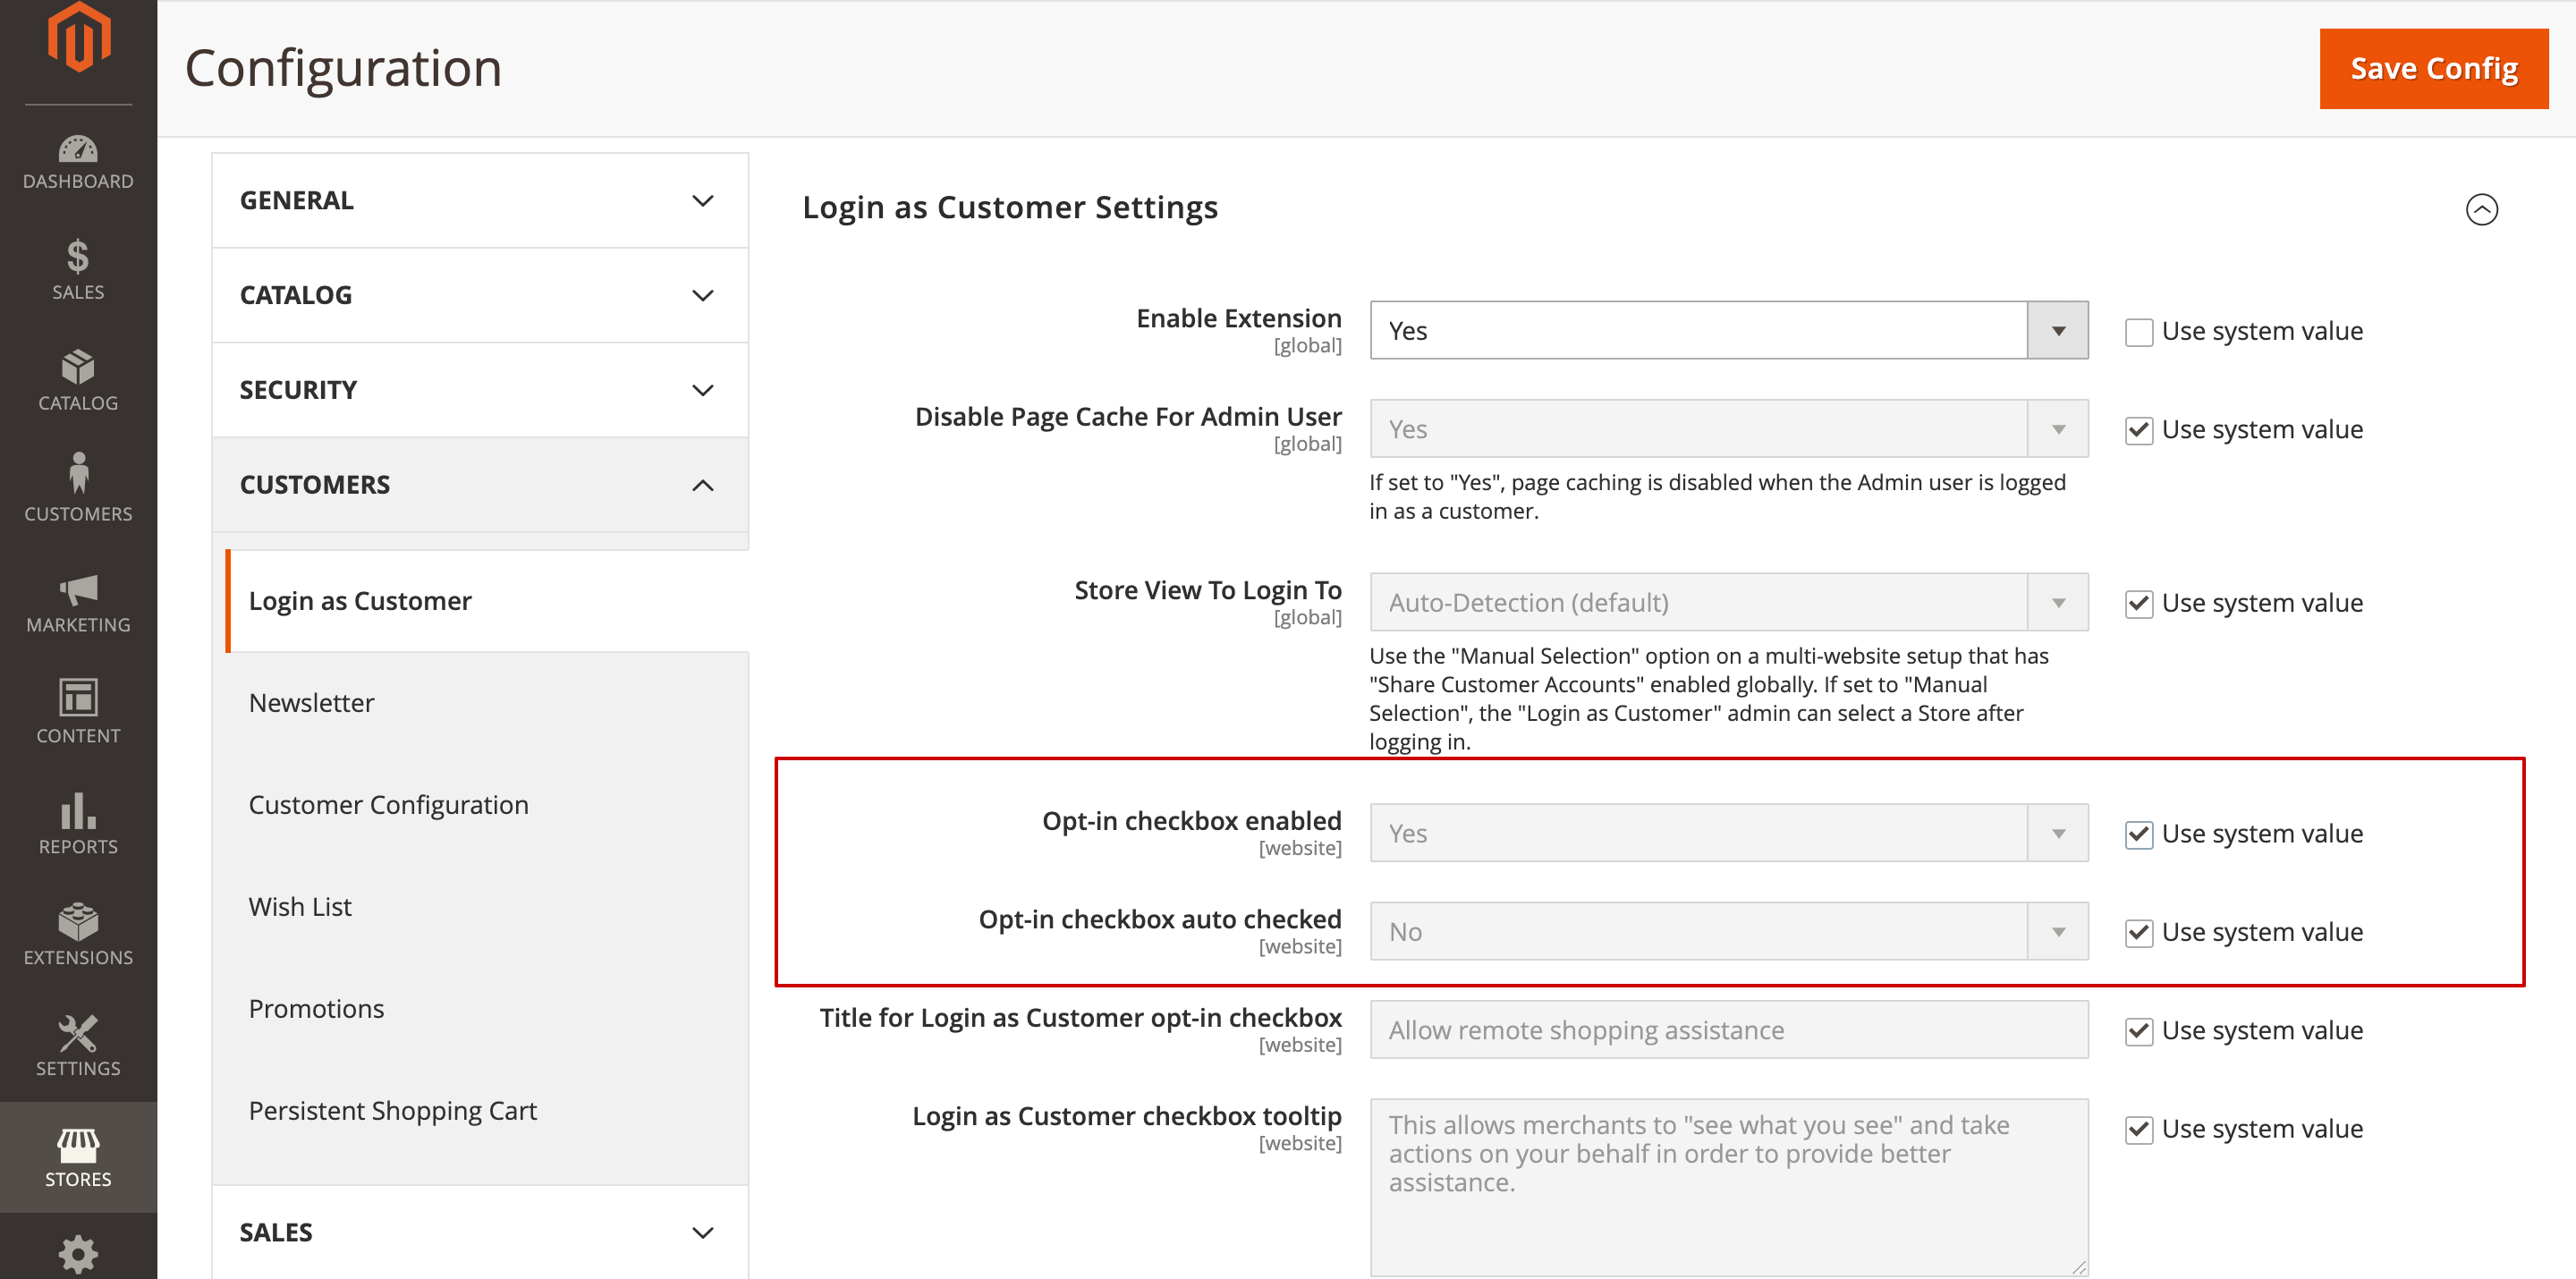 Configuration
Save Config
DASHBOARD
$
SALES
CATALOG
CUSTOMERS
MARKETING
CONTENT
REPORTS
EXTENSIONS
SETTINGS
STORES
GENERAL
CATALOG
SECURITY
CUSTOMERS
Login as Customer
Newsletter
Customer Configuration
Wish List
Promotions
Persistent Shopping Cart
SALES
Login as Customer Settings
Enable Extension
[global]
Yes
Use system value
Disable Page Cache For Admin User
[global]
Yes
Use system value
If set to "Yes", page caching is disabled when the Admin user is logged
in as a customer.
Store View To Login To
[global]
Auto-Detection (default)
Use system value
Use the "Manual Selection" option on a multi-website setup that has
"Share Customer Accounts" enabled globally. If set to "Manual
Selection", the "Login as Customer" admin can select a Store after
logging in.
Opt-in checkbox enabled
[website]
Yes
Use system value
Opt-in checkbox auto checked
[website]
No
Use system value
Title for Login as Customer opt-in checkbox
[website]
Allow remote shopping assistance
Use system value
Login as Customer checkbox tooltip
[website]
This allows merchants to "see what you see" and take
actions on your behalf in order to provide better
assistance.
Use system value